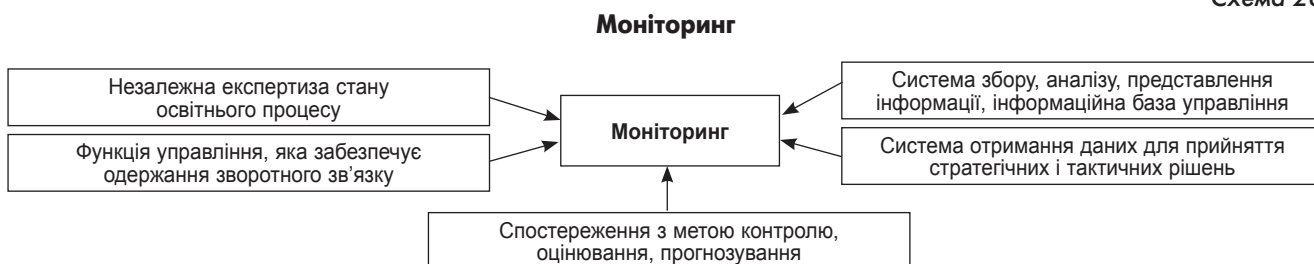 Схема
Моніторинг
Незалежна експертиза стану
освітнього процесу
Функція управління, яка забезпечує
одержання зворотного зв’язку
Моніторинг
Система збору, аналізу, представлення
інформації, інформаційна база управління
Система отримання даних для прийняття
стратегічних і тактичних рішень
Спостереження з метою контролю,
оцінювання, прогнозування